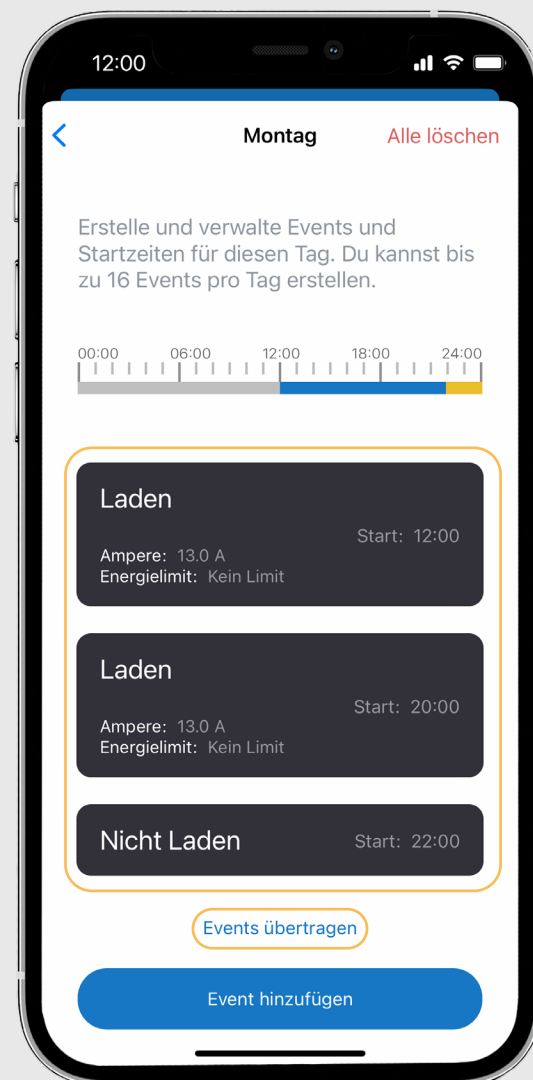 12:00
Montag
Alle löschen
Erstelle und verwalte Events und
Startzeiten für diesen Tag. Du kannst bis
zu 16 Events pro Tag erstellen.
00:00 06:00 12:00 18:00 24:00
Laden
Start: 12:00
Ampere: 13.0 A
Energielimit: Kein Limit
Laden
Start: 20:00
Ampere: 13.0 A
Energielimit: Kein Limit
Nicht Laden
Start: 22:00
Events übertragen
Event hinzufügen